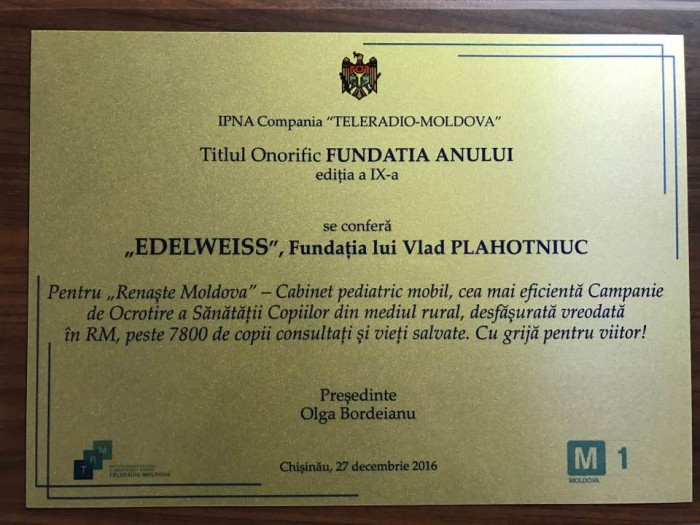 IPNA Compania "TELERADIO-MOLDOVA"
Titlul Onorific FUNDATIA ANULUI
ediția a IX-a
se conferă
„EDELWEISS", Fundația lui Vlad PLAHOTNIUC
Pentru „Renaște Moldova" – Cabinet pediatric mobil, cea mai eficientă Campanie
de Ocrotire a Sănătății Copiilor din mediul rural, desfășurată vreodată
în RM, peste 7800 de copii consultați și vieți salvate. Cu grijă pentru viitor!
Președinte
Olga Bordeianu
TRM
TELERADIO-MOLDOVA
Chișinău, 27 decembrie 2016
M 1
MOLDOVA